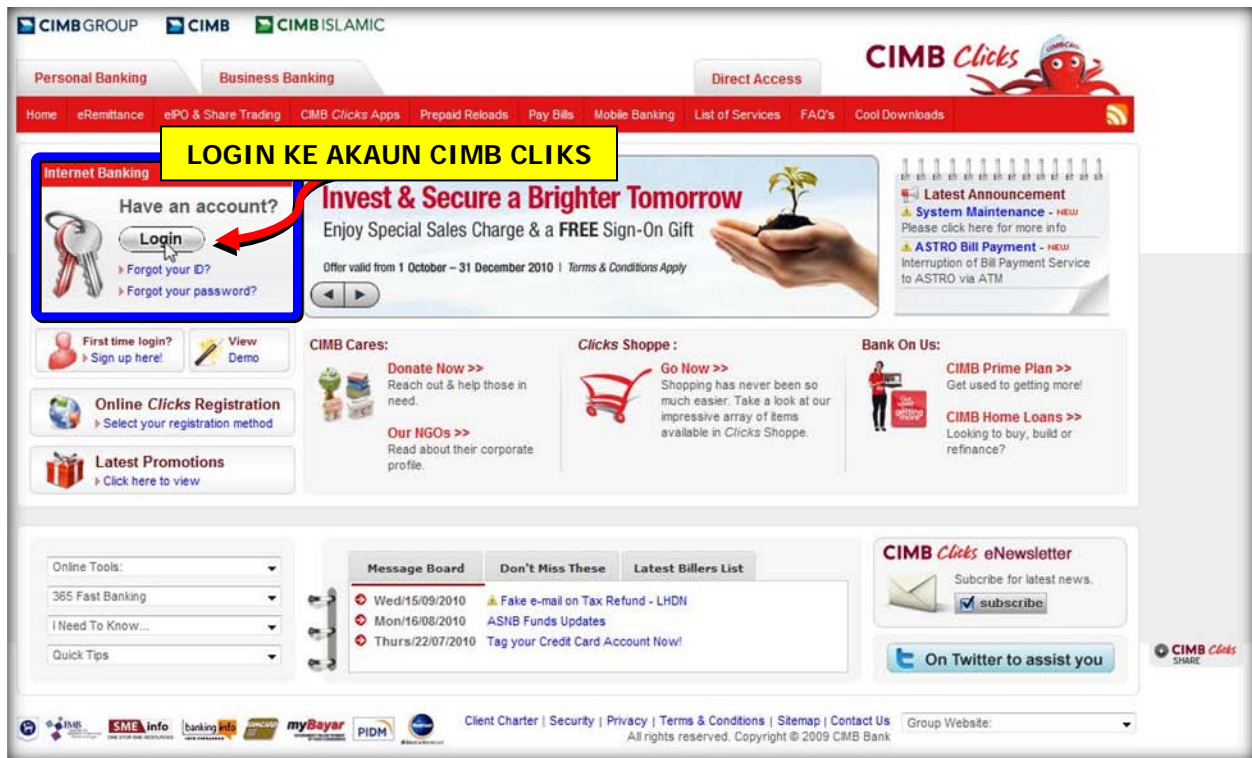 CIMBGROUP CIMB CIMBISLAMIC
CIMB Clicks
Personal Banking Business Banking Direct Access
Home eRemittance eIPO & Share Trading CIMB Clicks Apps Prepaid Reloads Pay Bills Mobile Banking List of Services FAQ's Cool Downloads
LOGIN KE AKAUN CIMB CLIKS
Internet Banking
Have an account?
Login
Forgot your ID?
Forgot your password?
Invest & Secure a Brighter Tomorrow
Enjoy Special Sales Charge & a FREE Sign-On Gift
Offer valid from 1 October – 31 December 2010 | Terms & Conditions Apply
Latest Announcement
System Maintenance - NEW
Please click here for more info
ASTRO Bill Payment - NEW
Interruption of Bill Payment Service
to ASTRO via ATM
First time login?
Sign up here!
View
Demo
Online Clicks Registration
Select your registration method
Latest Promotions
Click here to view
CIMB Cares:
Donate Now >>
Reach out & help those in
need.
Our NGOs >>
Read about their corporate
profile.
Clicks Shoppe :
Go Now >>
Shopping has never been so
much easier. Take a look at our
impressive array of items
available in Clicks Shoppe.
Bank On Us:
CIMB Prime Plan >>
Get used to getting more!
CIMB Home Loans >>
Looking to buy, build or
refinance?
Online Tools:
365 Fast Banking
I Need To Know...
Quick Tips
Message Board Don't Miss These Latest Billers List
Wed/15/09/2010 Fake e-mail on Tax Refund - LHDN
Mon/16/08/2010 ASNB Funds Updates
Thurs/22/07/2010 Tag your Credit Card Account Now!
CIMB Clicks eNewsletter
Subcribe for latest news.
subscribe
On Twitter to assist you
CIMB Clicks
SHARE
SME info
banking info
myBayar
PIDM
Client Charter | Security | Privacy | Terms & Conditions | Sitemap | Contact Us
All rights reserved. Copyright © 2009 CIMB Bank
Group Website: